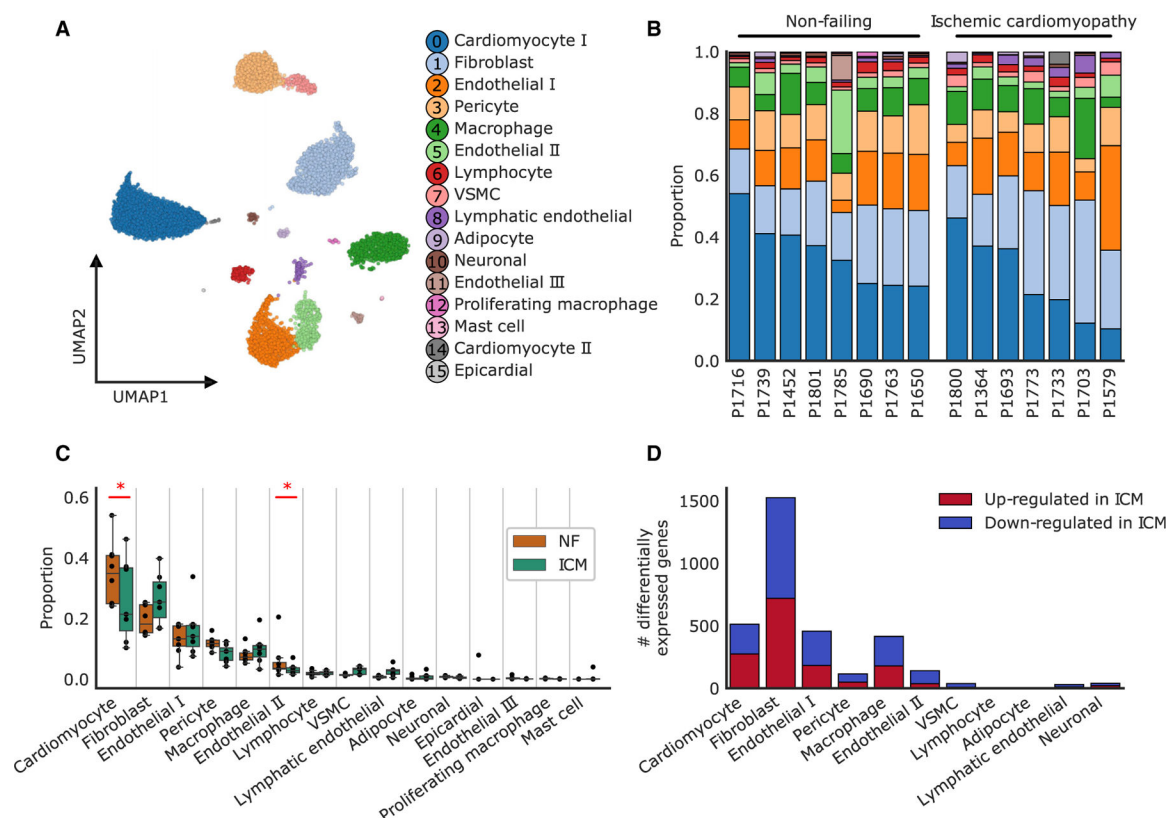 A
0 Cardiomyocyte I
1 Fibroblast
2 Endothelial I
3 Pericyte
4 Macrophage
5 Endothelial II
6 Lymphocyte
7 VSMC
8 Lymphatic endothelial
9 Adipocyte
10 Neuronal
11 Endothelial III
12 Proliferating macrophage
13 Mast cell
14 Cardiomyocyte II
15 Epicardial
UMAP2
UMAP1
B
Non-failing
Ischemic cardiomyopathy
Proportion
1.0
0.8
0.6
0.4
0.2
0.0
P1716
P1739
P1452
P1801
P1785
P1690
P1763
P1650
P1800
P1364
P1693
P1773
P1733
P1703
P1579
C
Proportion
0.6
0.4
0.2
0.0
*
*
NF
ICM
Cardiomyocyte
Fibroblast
Endothelial I
Pericyte
Macrophage
Endothelial II
Lymphocyte
VSMC
Lymphatic endothelial
Adipocyte
Neuronal
Epicardial
Endothelial III
Proliferating macrophage
Mast cell
D
# differentially
expressed genes
1500
1000
500
0
Up-regulated in ICM
Down-regulated in ICM
Cardiomyocyte
Fibroblast
Endothelial I
Pericyte
Macrophage
Endothelial II
VSMC
Lymphocyte
Adipocyte
Lymphatic endothelial
Neuronal